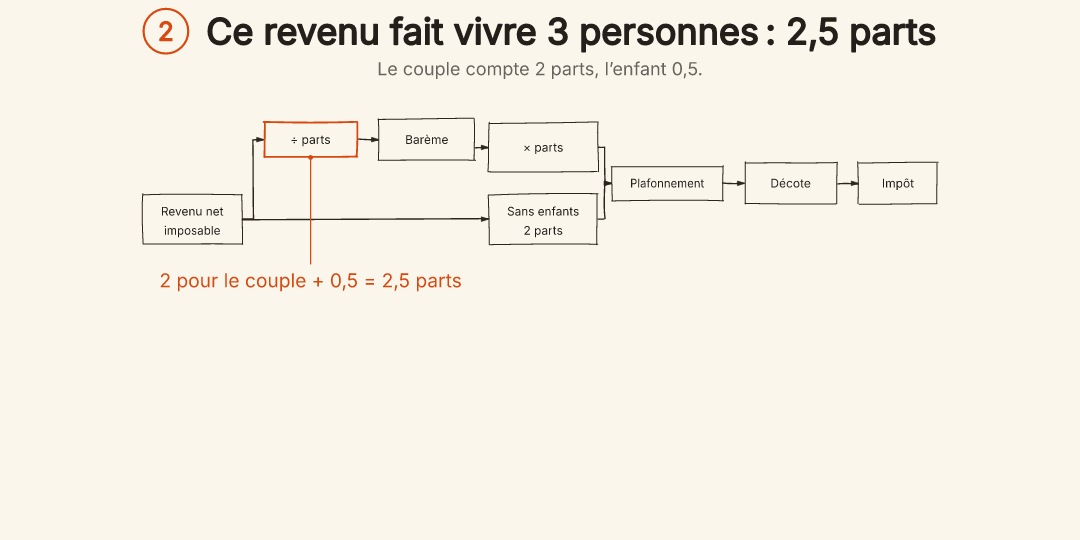 2 Ce revenu fait vivre 3 personnes : 2,5 parts
Le couple compte 2 parts, l’enfant 0,5.
÷ parts
Barème
× parts
Plafonnement
Décote
Impôt
Revenu net
imposable
Sans enfants
2 parts
2 pour le couple + 0,5 = 2,5 parts